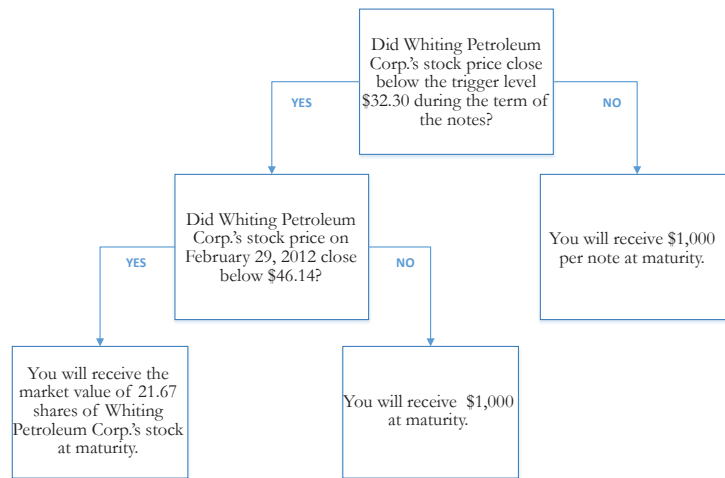 Did Whiting Petroleum
Corp.'s stock price close
below the trigger level
$32.30 during the term of
the notes?
YES
NO
Did Whiting Petroleum
Corp.'s stock price on
February 29, 2012 close
below $46.14?
You will receive $1,000
per note at maturity.
YES
NO
You will receive the
market value of 21.67
shares of Whiting
Petroleum Corp.'s stock
at maturity.
You will receive $1,000
at maturity.